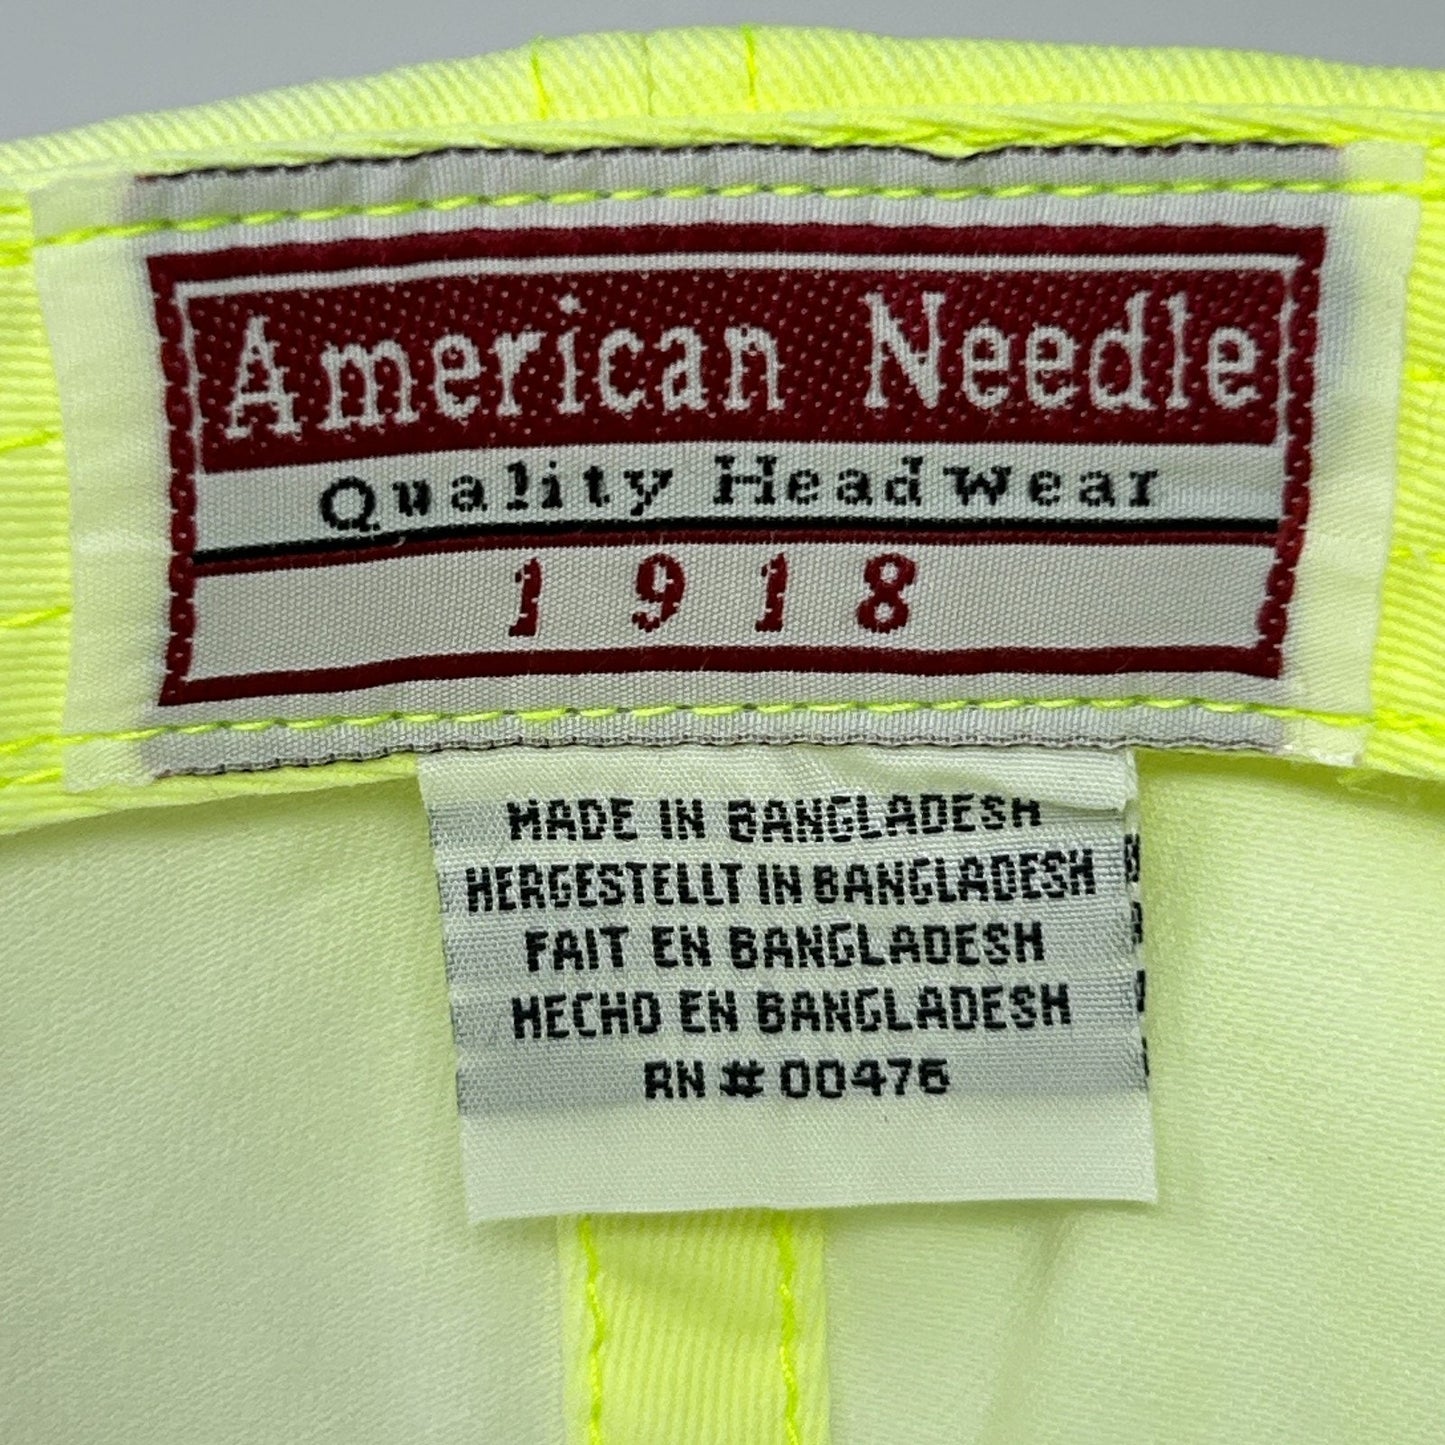 American Needle
Quality Headwear
1918
MADE IN BANGLADESH
HERGESTELLT IN BANGLADESH
FAIT EN BANGLADESH
HECHO EN BANGLADESH
RN # 00476